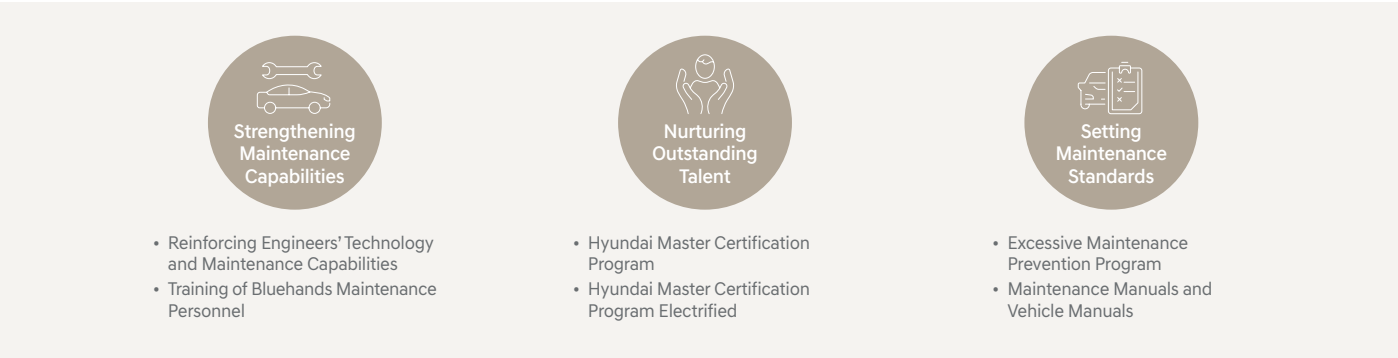 Strengthening
Maintenance
Capabilities
• Reinforcing Engineers’ Technology
and Maintenance Capabilities
• Training of Bluehands Maintenance
Personnel
Nurturing
Outstanding
Talent
• Hyundai Master Certification
Program
• Hyundai Master Certification
Program Electrified
Setting
Maintenance
Standards
• Excessive Maintenance
Prevention Program
• Maintenance Manuals and
Vehicle Manuals